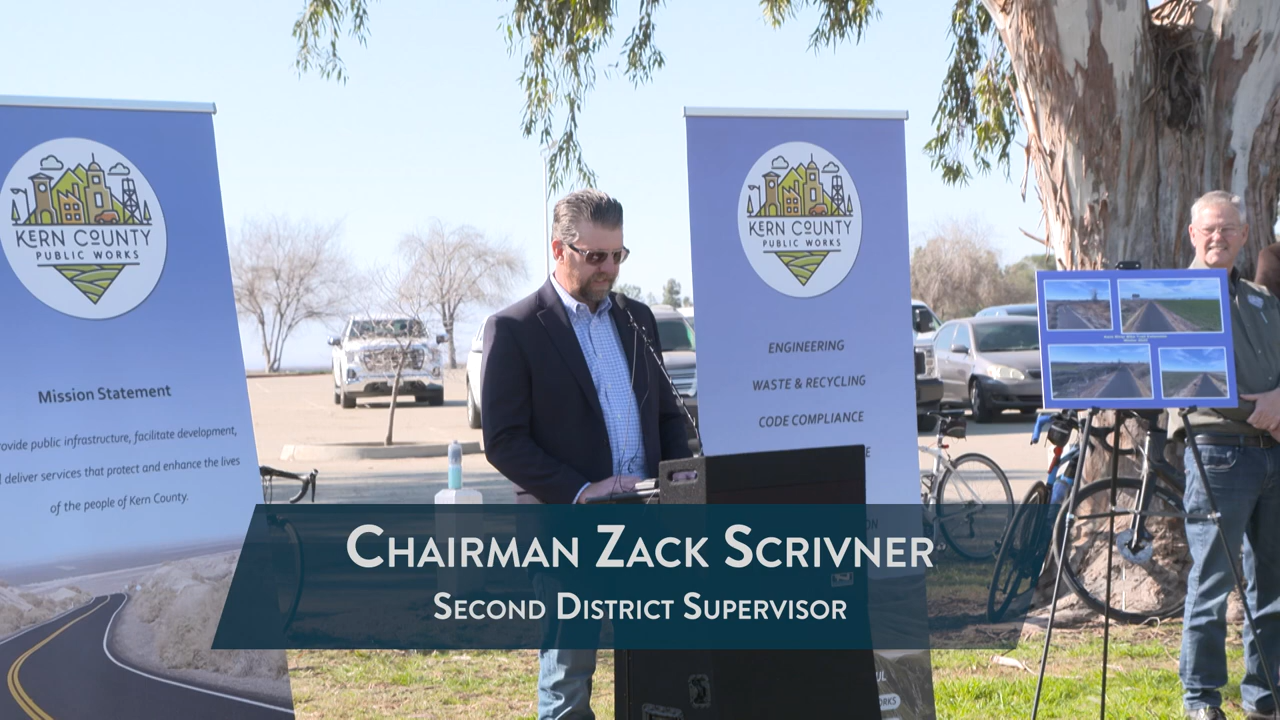 KERN COUNTY
PUBLIC WORKS
Mission Statement
provide public infrastructure, facilitate development,
deliver services that protect and enhance the lives
of the people of Kern County.
KERN COUNTY
PUBLIC WORKS
ENGINEERING
WASTE & RECYCLING
CODE COMPLIANCE
CHAIRMAN ZACK SCRIVNER
SECOND DISTRICT SUPERVISOR